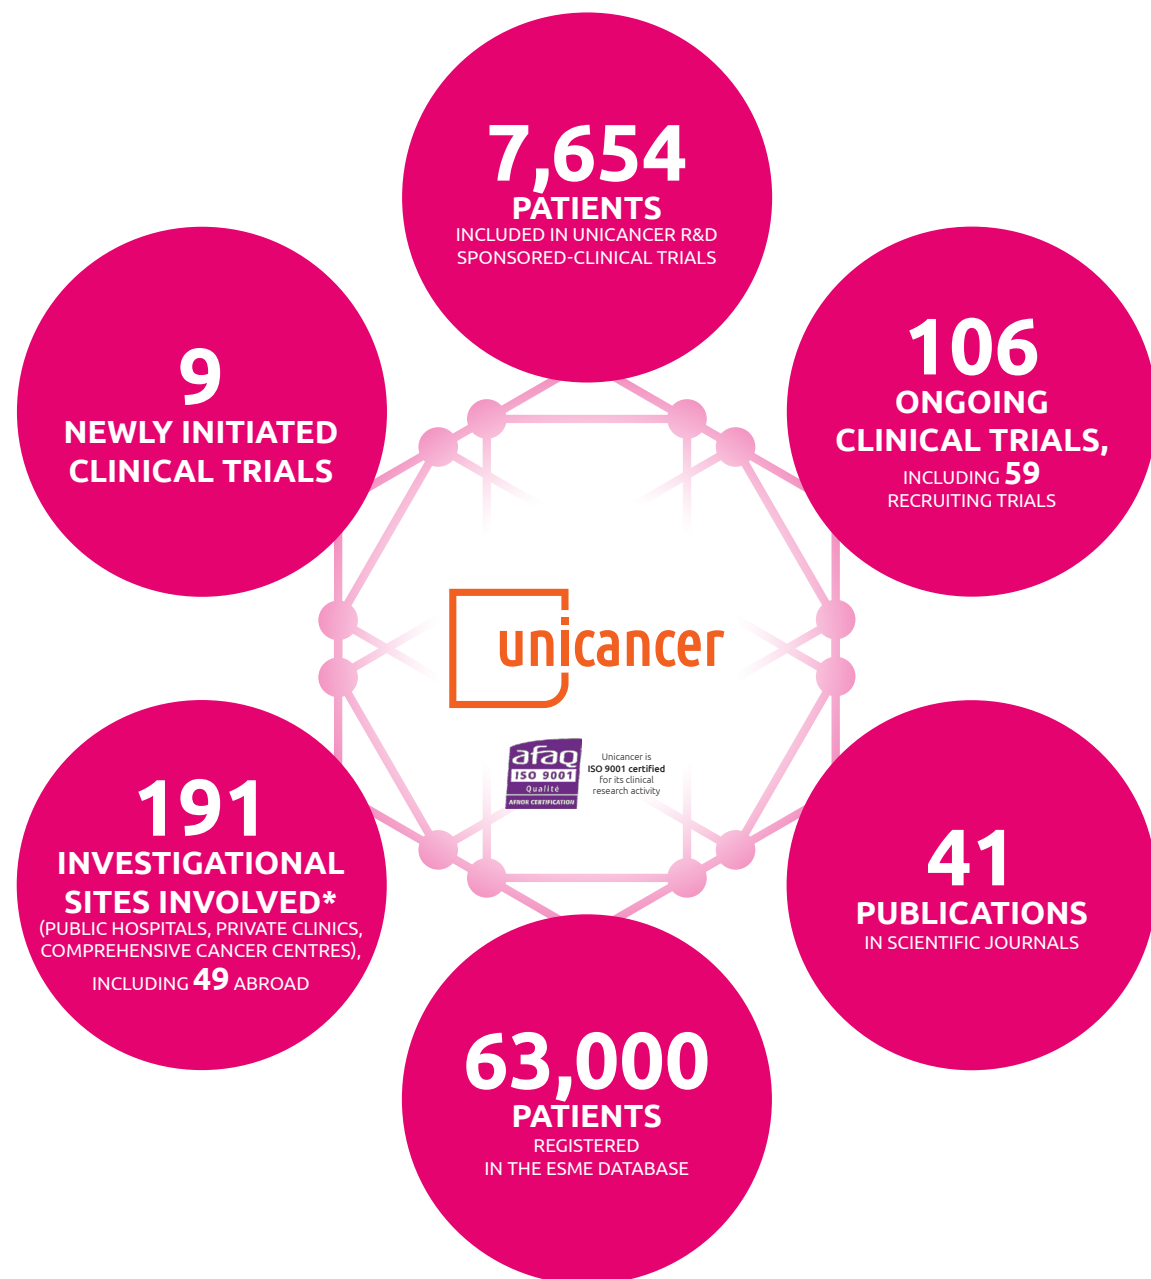 7,654
PATIENTS
INCLUDED IN UNICANCER R&D
SPONSORED-CLINICAL TRIALS
9
NEWLY INITIATED
CLINICAL TRIALS
106
ONGOING
CLINICAL TRIALS,
INCLUDING 59
RECRUITING TRIALS
unicancer
afaq
ISO 9001
Qualité
AFNOR CERTIFICATION
Unicancer is
ISO 9001 certified
for its clinical
research activity
191
INVESTIGATIONAL
SITES INVOLVED*
(PUBLIC HOSPITALS, PRIVATE CLINICS,
COMPREHENSIVE CANCER CENTRES),
INCLUDING 49 ABROAD
41
PUBLICATIONS
IN SCIENTIFIC JOURNALS
63,000
PATIENTS
REGISTERED
IN THE ESME DATABASE